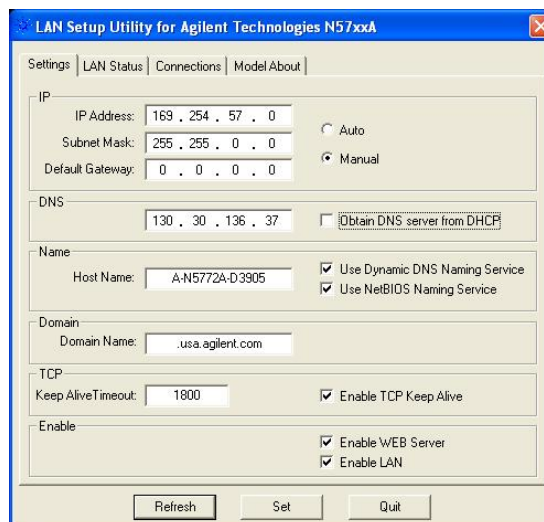 LAN Setup Utility for Agilent Technologies N57xxA
Settings LAN Status Connections Model About
IP
IP Address: 169 . 254 . 57 . 0
Auto
Subnet Mask: 255 . 255 . 0 . 0
Manual
Default Gateway: 0 . 0 . 0 . 0
DNS
130 . 30 . 136 . 37 Obtain DNS server from DHCP
Name
Use Dynamic DNS Naming Service
Host Name: A-N5772A-D3905
Use NetBIOS Naming Service
Domain
Domain Name: .usa.agilent.com
TCP
Keep AliveTimeout: 1800 Enable TCP Keep Alive
Enable
Enable WEB Server
Enable LAN
Refresh Set Quit